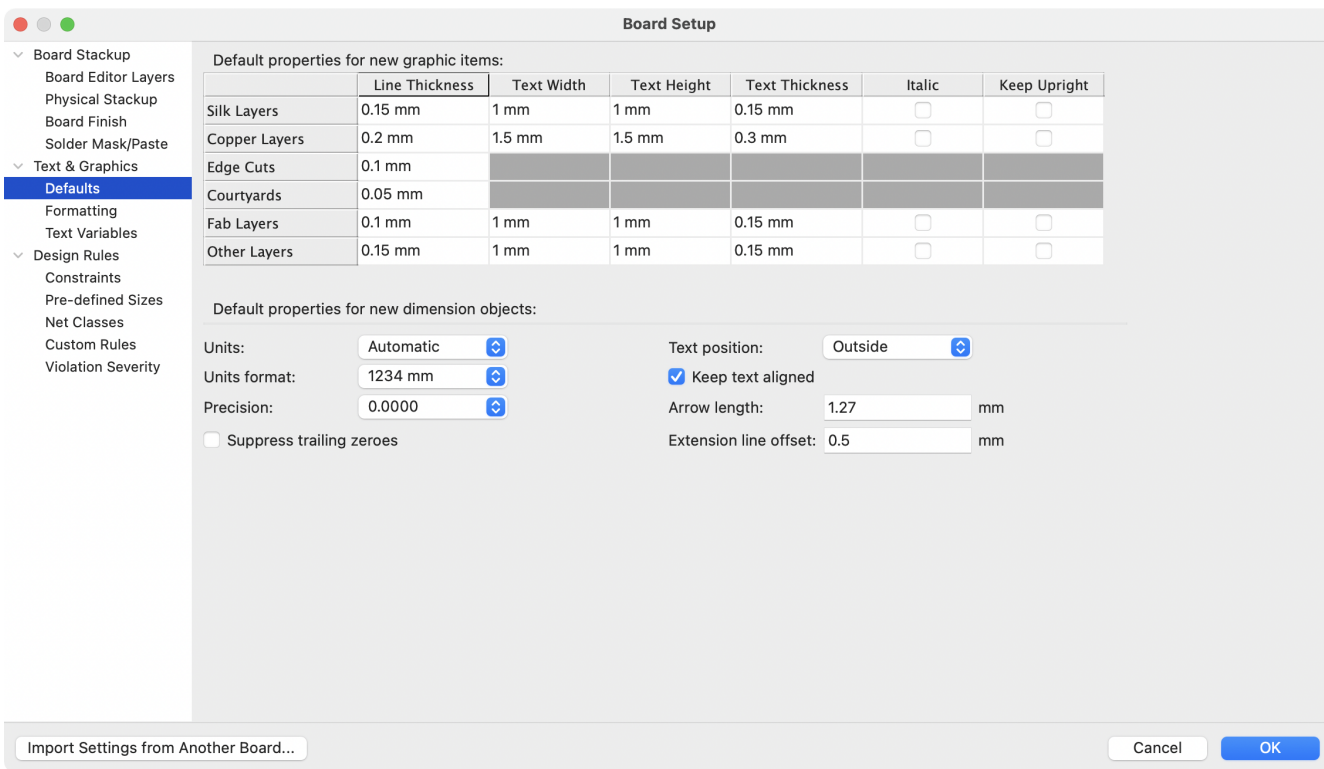 Board Setup
Board Stackup
Board Editor Layers
Physical Stackup
Board Finish
Solder Mask/Paste
Text & Graphics
Defaults
Formatting
Text Variables
Design Rules
Constraints
Pre-defined Sizes
Net Classes
Custom Rules
Violation Severity
Default properties for new graphic items:
Line Thickness Text Width Text Height Text Thickness Italic Keep Upright
Silk Layers 0.15 mm 1 mm 1 mm 0.15 mm
Copper Layers 0.2 mm 1.5 mm 1.5 mm 0.3 mm
Edge Cuts 0.1 mm
Courtyards 0.05 mm
Fab Layers 0.1 mm 1 mm 1 mm 0.15 mm
Other Layers 0.15 mm 1 mm 1 mm 0.15 mm
Default properties for new dimension objects:
Units: Automatic Text position: Outside
Units format: 1234 mm Keep text aligned
Precision: 0.0000 Arrow length: 1.27 mm
Suppress trailing zeroes Extension line offset: 0.5 mm
Import Settings from Another Board... Cancel OK